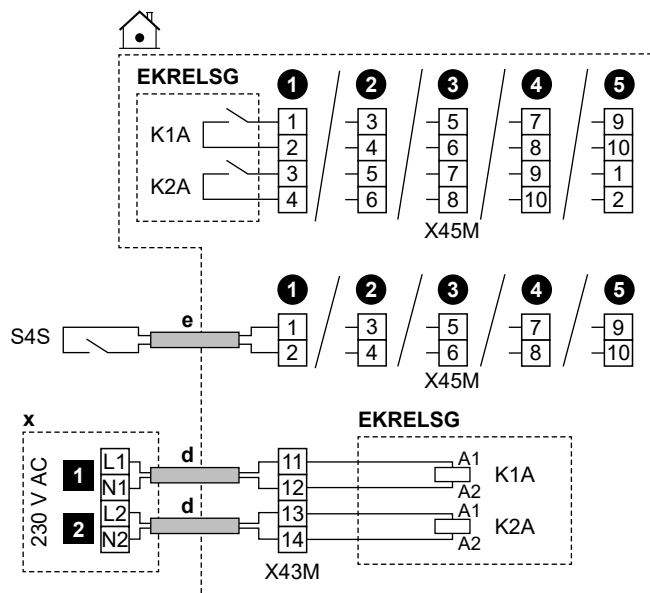 EKRELSG 1 2 3 4 5
K1A 1 3 5 7 9
2 4 6 8 10
K2A 3 5 7 9 1
4 6 8 10 2
X45M
1 2 3 4 5
S4S e 1 3 5 7 9
2 4 6 8 10
X45M
x EKRELSG
230 V AC
1 L1 d 11 A1 K1A
N1 12 A2
2 L2 d 13 A1 K2A
N2 14 A2
X43M